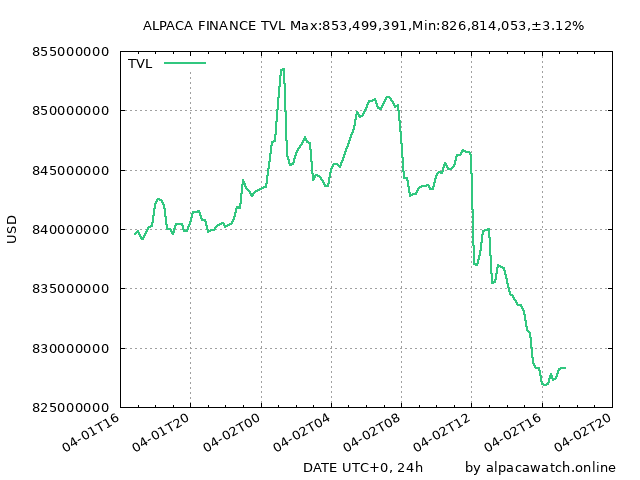 ALPACA FINANCE TVL Max:853,499,391,Min:826,814,053,±3.12%
855000000
TVL
850000000
845000000
840000000
USD
835000000
830000000
825000000
04-01T16
04-01T20
04-02T00
04-02T04
04-02T08
04-02T12
04-02T16
04-02T20
DATE UTC+0, 24h
by alpacawatch.online